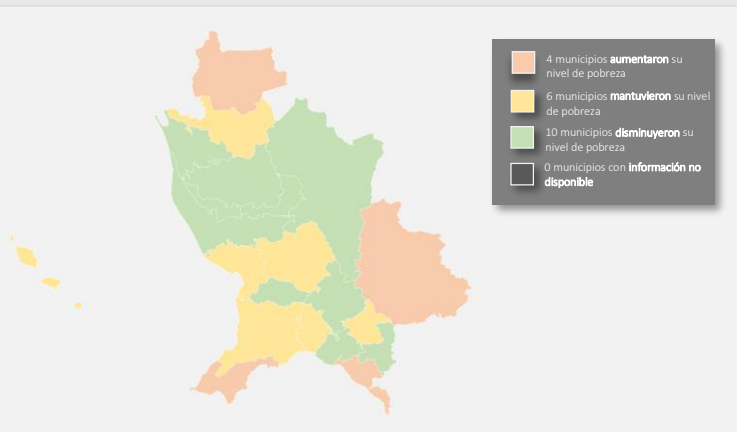 4 municipios aumentaron su
nivel de pobreza
6 municipios mantuvieron su nivel
de pobreza
10 municipios disminuyeron su
nivel de pobreza
0 municipios con información no
disponible